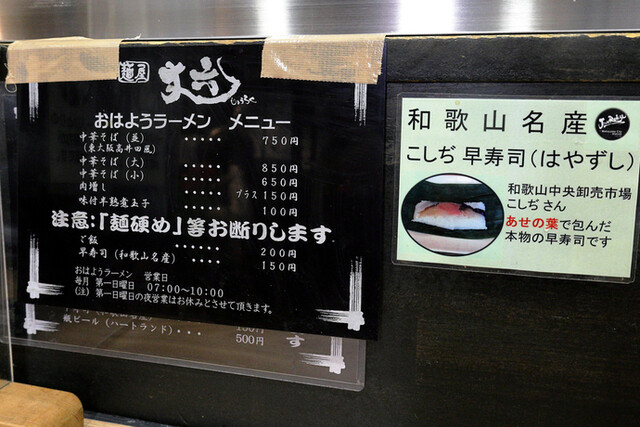 麺屋 丈六
じょうろく
おはようラーメン メニュー
中華そば（並）・・・・・ 750円
（東大阪高井田風）
中華そば（大）・・・・・ 850円
中華そば（小）・・・・・ 650円
肉増し プラス 150円
味付半熟煮玉子 ・・・・・ 100円
注意：「麺硬め」等お断りします
ご飯 ・・・・・ 200円
早寿司（和歌山名産） 150円
おはようラーメン 営業日
毎月 第一日曜日 07:00～10:00
（注）第一日曜日の夜営業はお休みとさせて頂きます。
瓶ビール（ハートランド）・・・・
500円
す
和歌山名産
こしぢ 早寿司（はやずし）
和歌山中央卸売市場
こしぢ さん
あせの葉で包んだ
本物の早寿司です